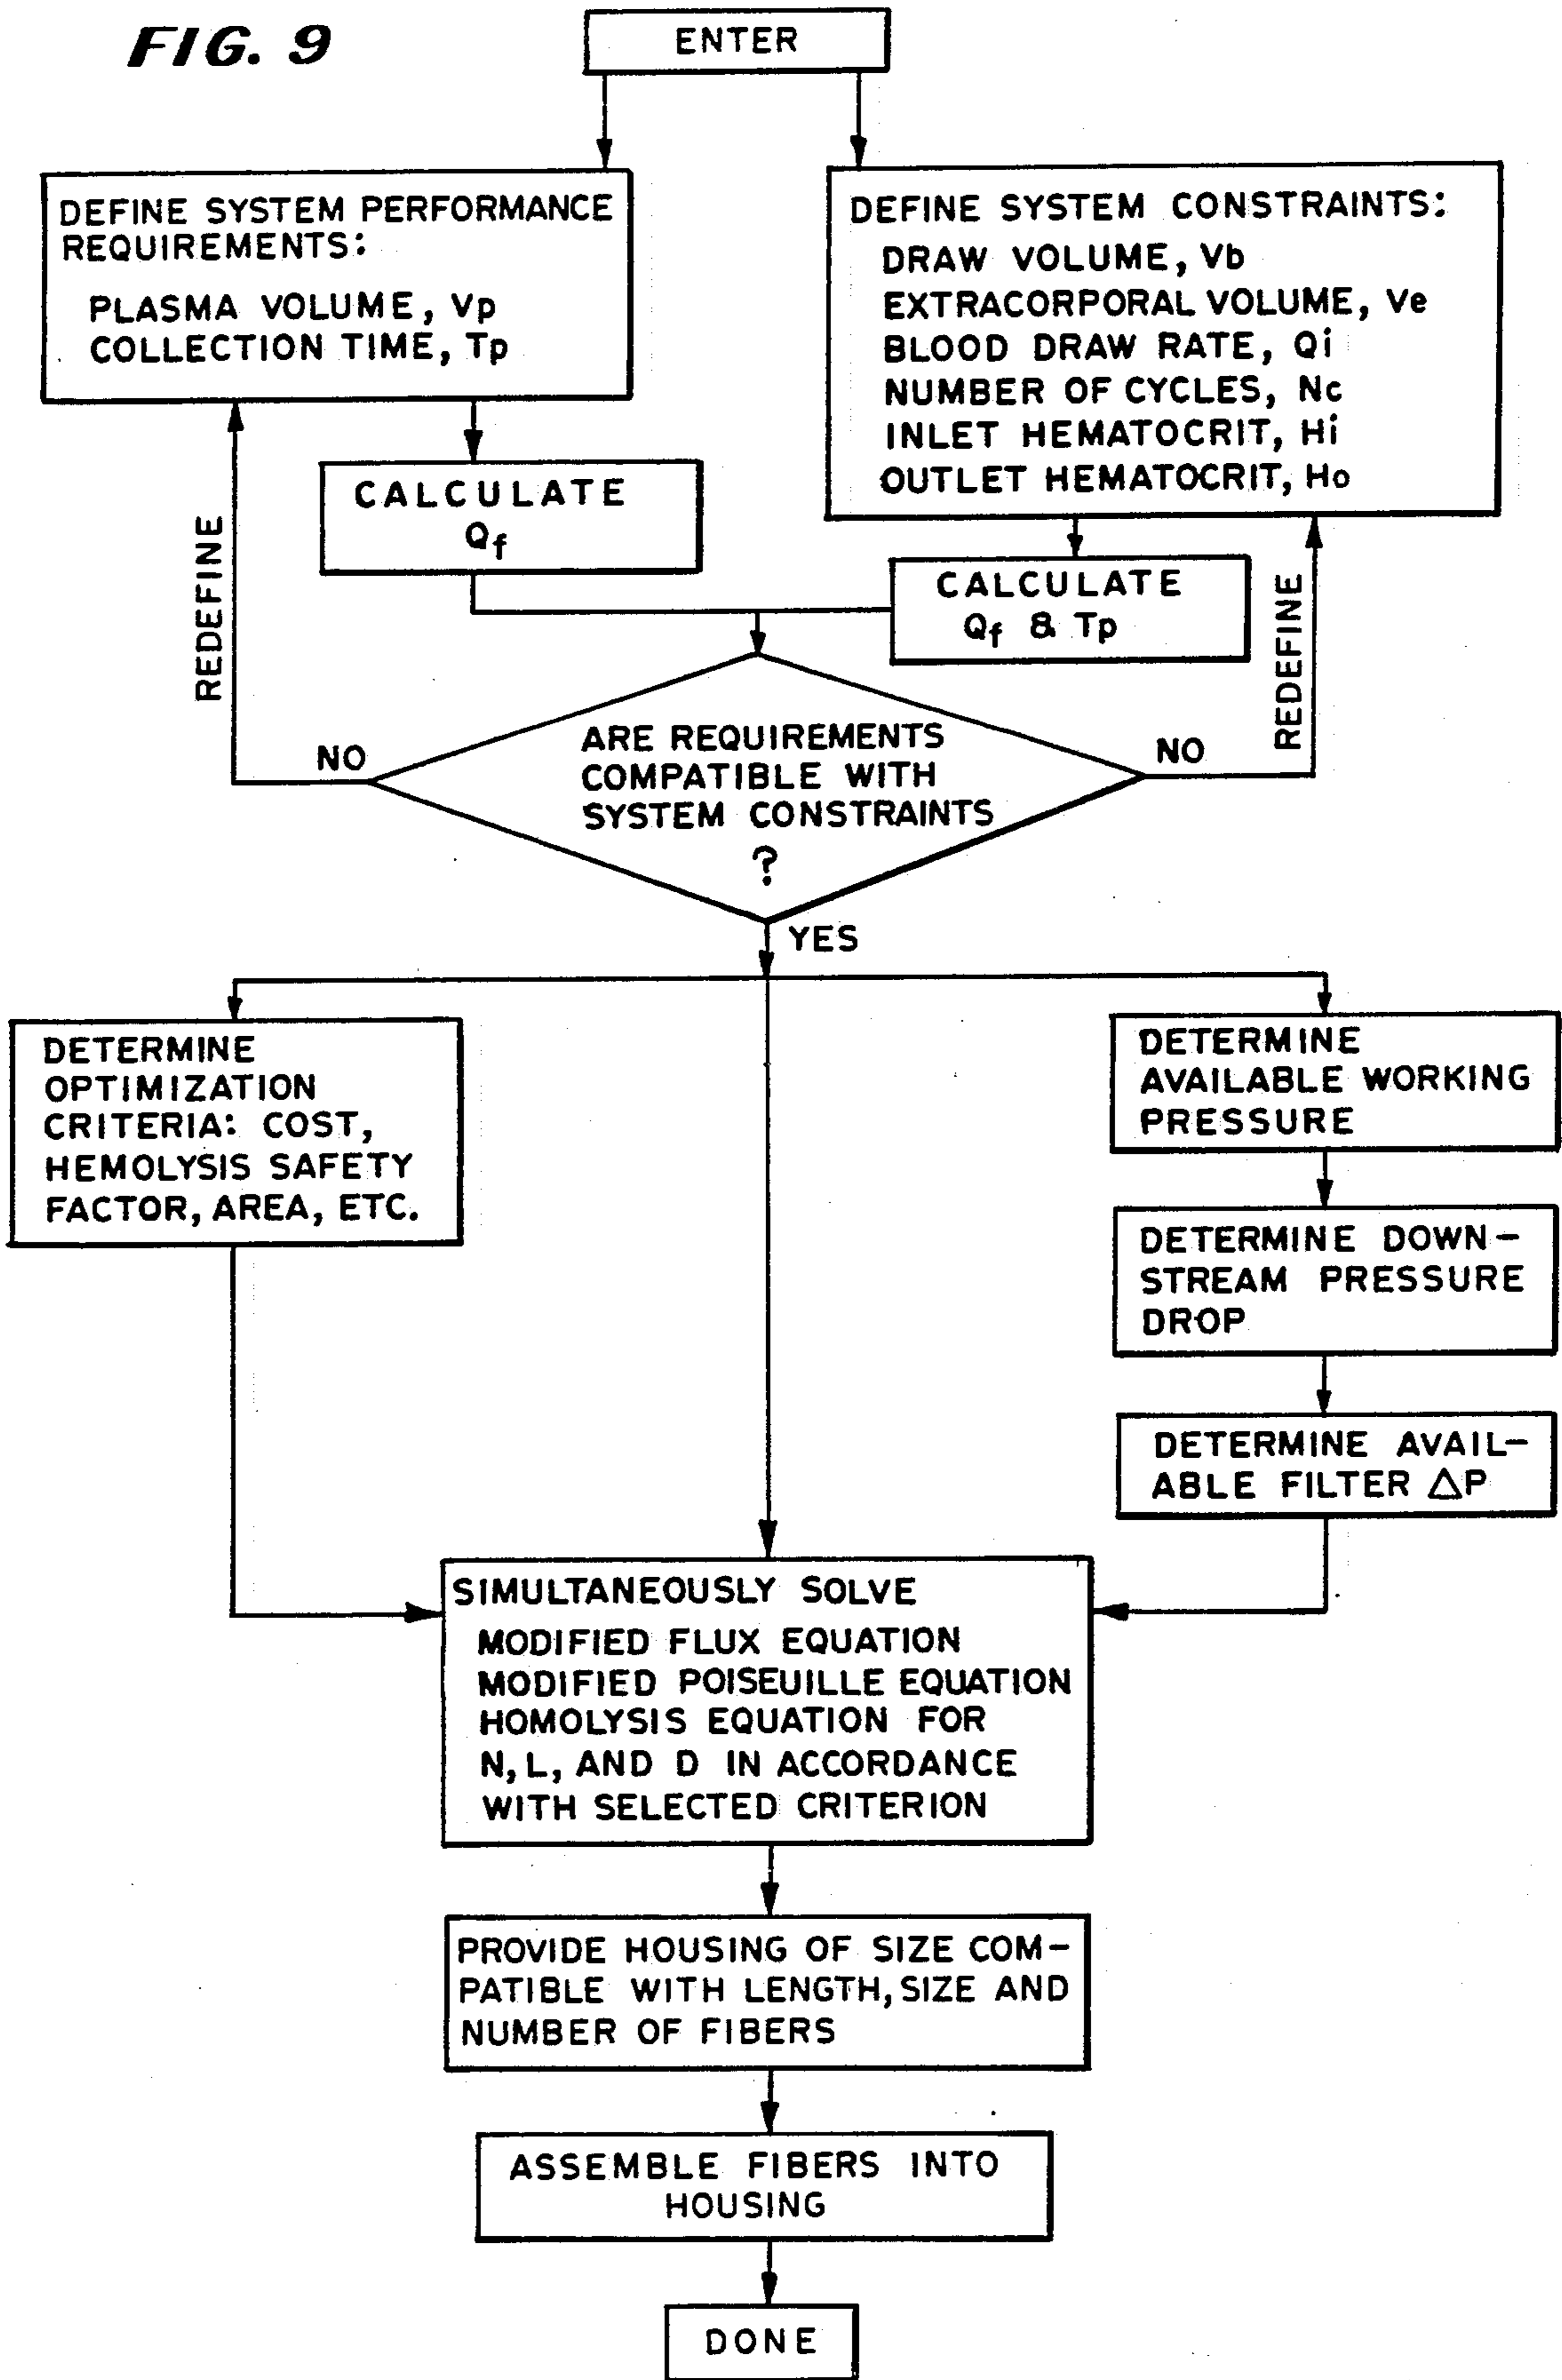 FIG. 9
ENTER
DEFINE SYSTEM PERFORMANCE
REQUIREMENTS:
PLASMA VOLUME, Vp
COLLECTION TIME, Tp
DEFINE SYSTEM CONSTRAINTS:
DRAW VOLUME, Vb
EXTRACORPORAL VOLUME, Ve
BLOOD DRAW RATE, Qi
NUMBER OF CYCLES, Nc
INLET HEMATOCRIT, Hi
OUTLET HEMATOCRIT, Ho
CALCULATE
Qf
CALCULATE
Qf & Tp
REDEFINE
REDEFINE
NO
ARE REQUIREMENTS
COMPATIBLE WITH
SYSTEM CONSTRAINTS
?
NO
YES
DETERMINE
OPTIMIZATION
CRITERIA: COST,
HEMOLYSIS SAFETY
FACTOR, AREA, ETC.
DETERMINE
AVAILABLE WORKING
PRESSURE
DETERMINE DOWN-
STREAM PRESSURE
DROP
DETERMINE AVAIL-
ABLE FILTER △P
SIMULTANEOUSLY SOLVE
MODIFIED FLUX EQUATION
MODIFIED POISEUILLE EQUATION
HOMOLYSIS EQUATION FOR
N, L, AND D IN ACCORDANCE
WITH SELECTED CRITERION
PROVIDE HOUSING OF SIZE COM-
PATIBLE WITH LENGTH, SIZE AND
NUMBER OF FIBERS
ASSEMBLE FIBERS INTO
HOUSING
DONE